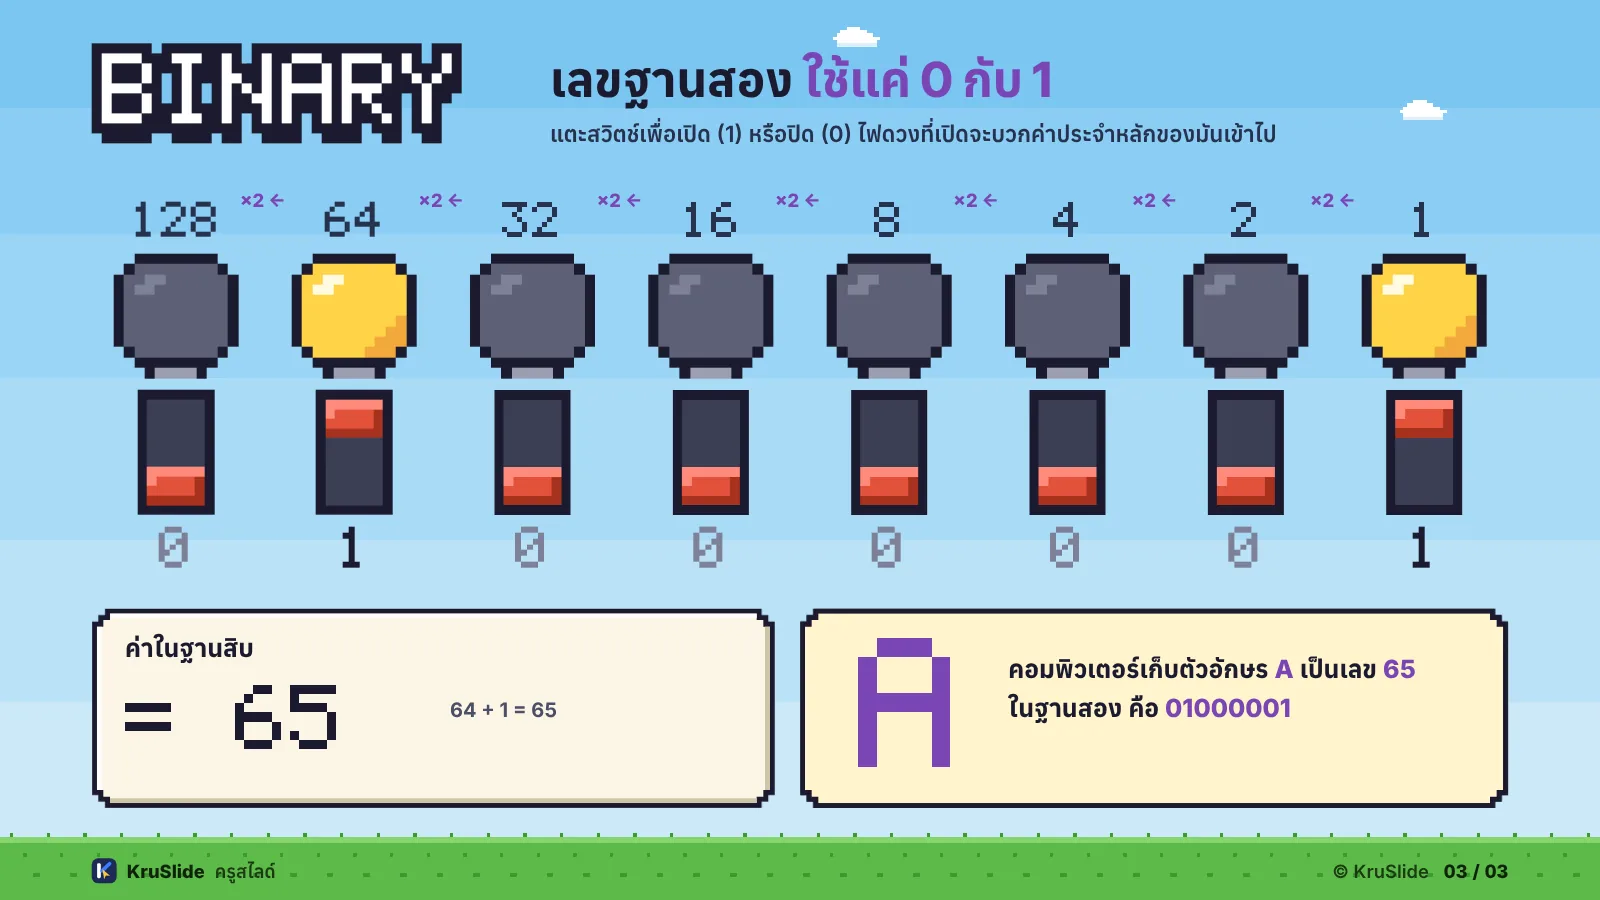 BINARY
เลขฐานสอง ใช้แค่ 0 กับ 1
แตะสวิตช์เพื่อเปิด (1) หรือปิด (0) ไฟดวงที่เปิดจะบวกค่าประจำหลักของมันเข้าไป
128 ×2 ← 64 ×2 ← 32 ×2 ← 16 ×2 ← 8 ×2 ← 4 ×2 ← 2 ×2 ← 1
0 1 0 0 0 0 0 1
ค่าในฐานสิบ
= 65 64 + 1 = 65
A
คอมพิวเตอร์เก็บตัวอักษร A เป็นเลข 65
ในฐานสอง คือ 01000001
KruSlide ครูสไลด์
© KruSlide 03 / 03